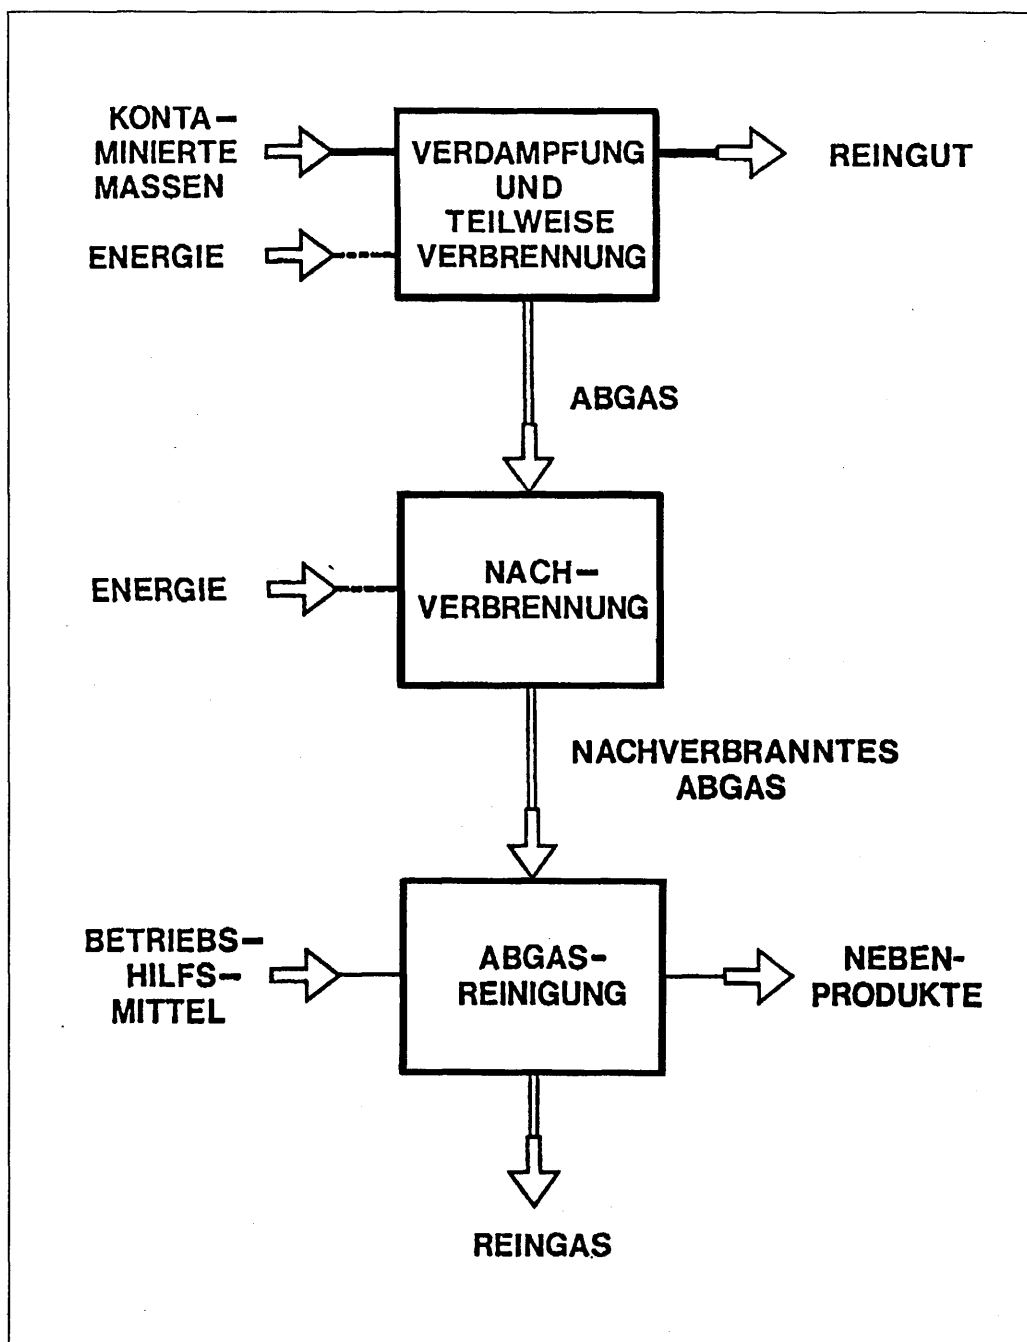 KONTA-
MINIERTE
MASSEN
ENERGIE
VERDAMPFUNG
UND
TEILWEISE
VERBRENNUNG
REINGUT
ABGAS
ENERGIE
NACH-
VERBRENNUNG
NACHVERBRANNTES
ABGAS
BETRIEBS-
HILFS-
MITTEL
ABGAS-
REINIGUNG
NEBEN-
PRODUKTE
REINGAS